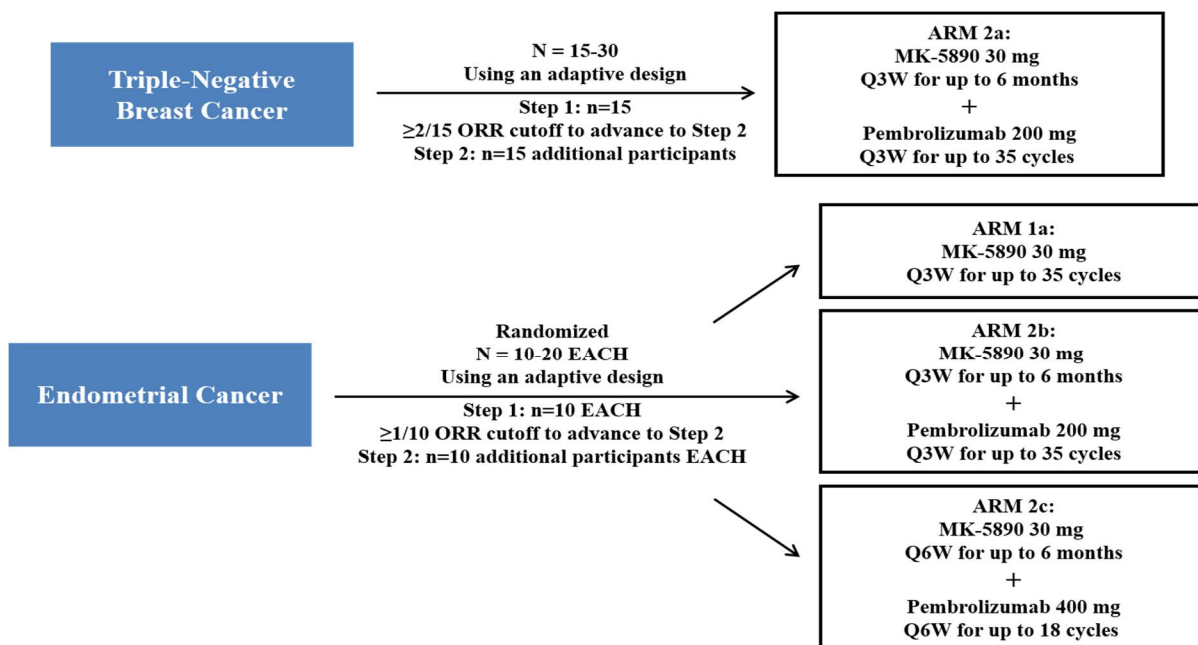 Triple-Negative
Breast Cancer
N = 15-30
Using an adaptive design
Step 1: n=15
≥2/15 ORR cutoff to advance to Step 2
Step 2: n=15 additional participants
ARM 2a:
MK-5890 30 mg
Q3W for up to 6 months
+
Pembrolizumab 200 mg
Q3W for up to 35 cycles
Endometrial Cancer
Randomized
N = 10-20 EACH
Using an adaptive design
Step 1: n=10 EACH
≥1/10 ORR cutoff to advance to Step 2
Step 2: n=10 additional participants EACH
ARM 1a:
MK-5890 30 mg
Q3W for up to 35 cycles
ARM 2b:
MK-5890 30 mg
Q3W for up to 6 months
+
Pembrolizumab 200 mg
Q3W for up to 35 cycles
ARM 2c:
MK-5890 30 mg
Q6W for up to 6 months
+
Pembrolizumab 400 mg
Q6W for up to 18 cycles